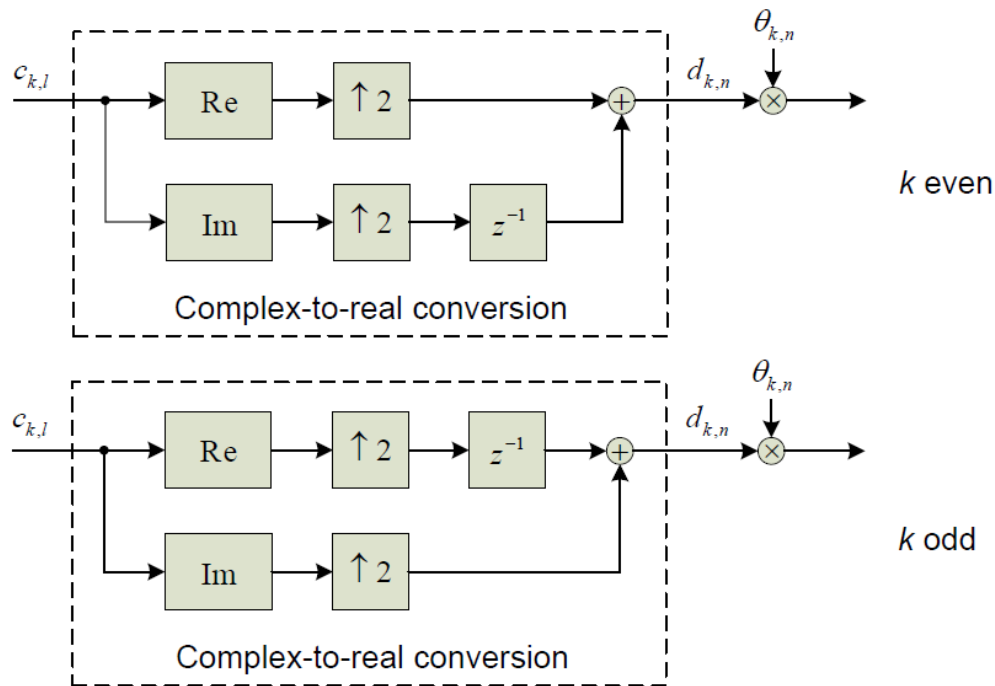 θ_{k,n}
c_{k,l} Re ↑ 2 + d_{k,n} ×
k even
Im ↑ 2 z^{-1}
Complex-to-real conversion
θ_{k,n}
c_{k,l} Re ↑ 2 z^{-1} + d_{k,n} ×
k odd
Im ↑ 2
Complex-to-real conversion